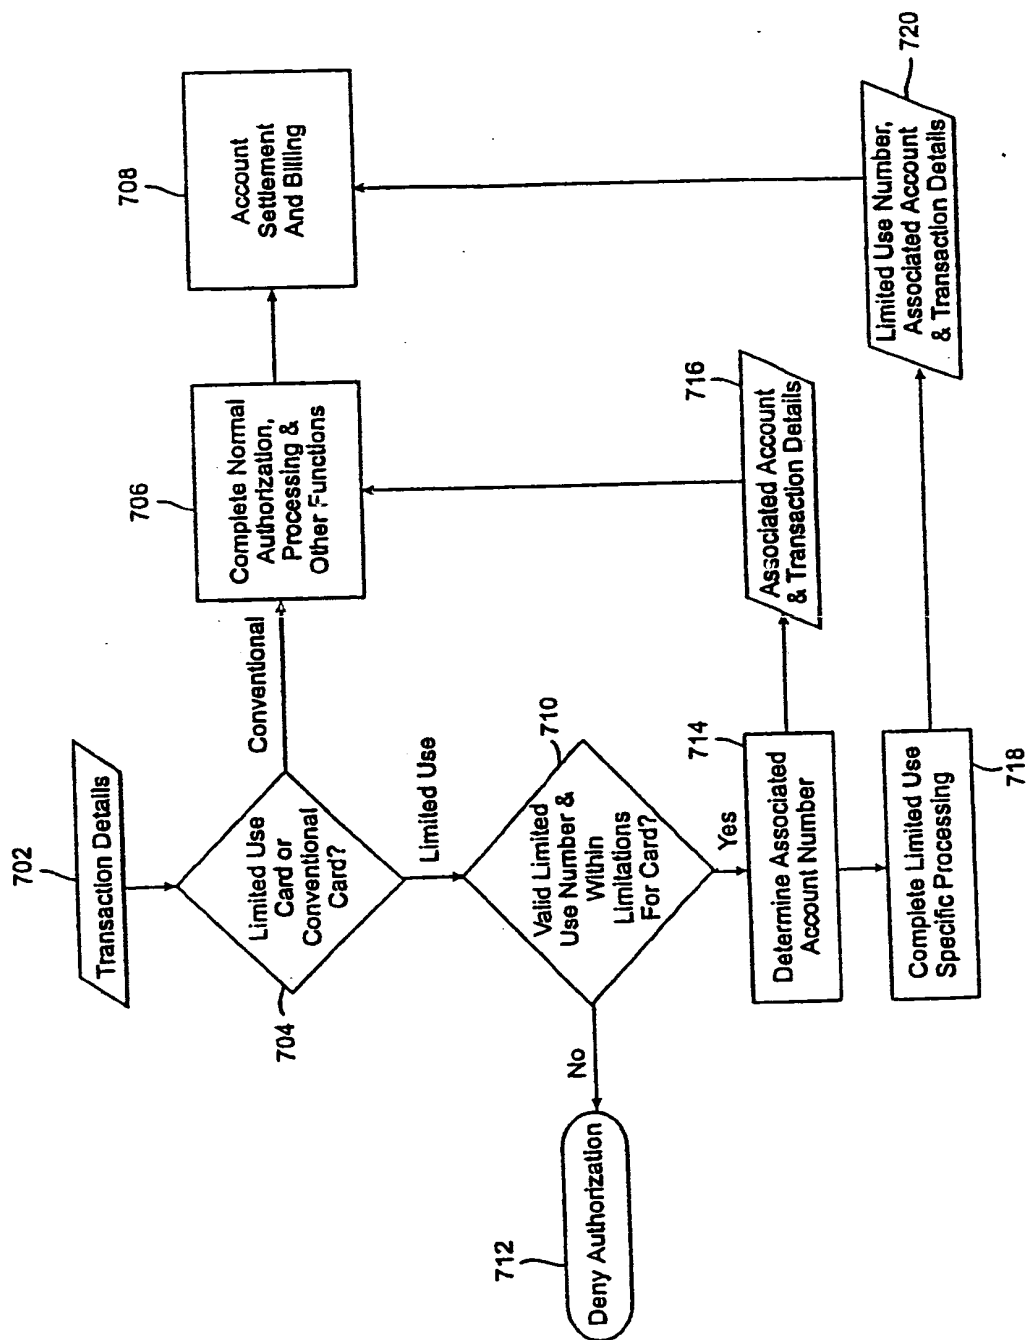 702
Transaction Details
Limited Use
Card or
Conventional
Card?
704
Conventional
Complete Normal
Authorization,
Processing &
Other Functions
706
Account
Settlement
And Billing
708
Limited Use
Valid Limited
Use Number &
Within
Limitations
For Card?
710
No
Deny Authorization
712
Yes
Determine Associated
Account Number
714
Associated Account
& Transaction Details
716
Complete Limited Use
Specific Processing
718
Limited Use Number,
Associated Account
& Transaction Details
720